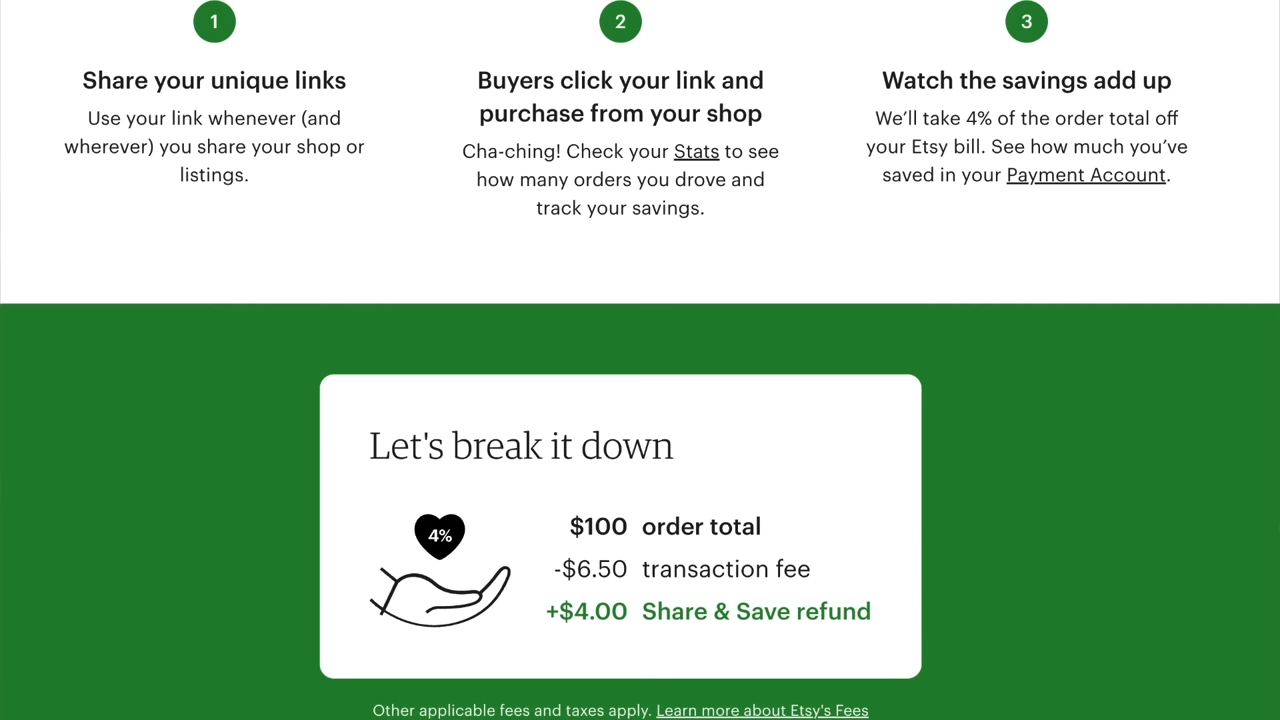 1
Share your unique links
Use your link whenever (and
wherever) you share your shop or
listings.
2
Buyers click your link and
purchase from your shop
Cha-ching! Check your Stats to see
how many orders you drove and
track your savings.
3
Watch the savings add up
We’ll take 4% of the order total off
your Etsy bill. See how much you’ve
saved in your Payment Account.
Let's break it down
4%
$100 order total
-$6.50 transaction fee
+$4.00 Share & Save refund
Other applicable fees and taxes apply. Learn more about Etsy's Fees